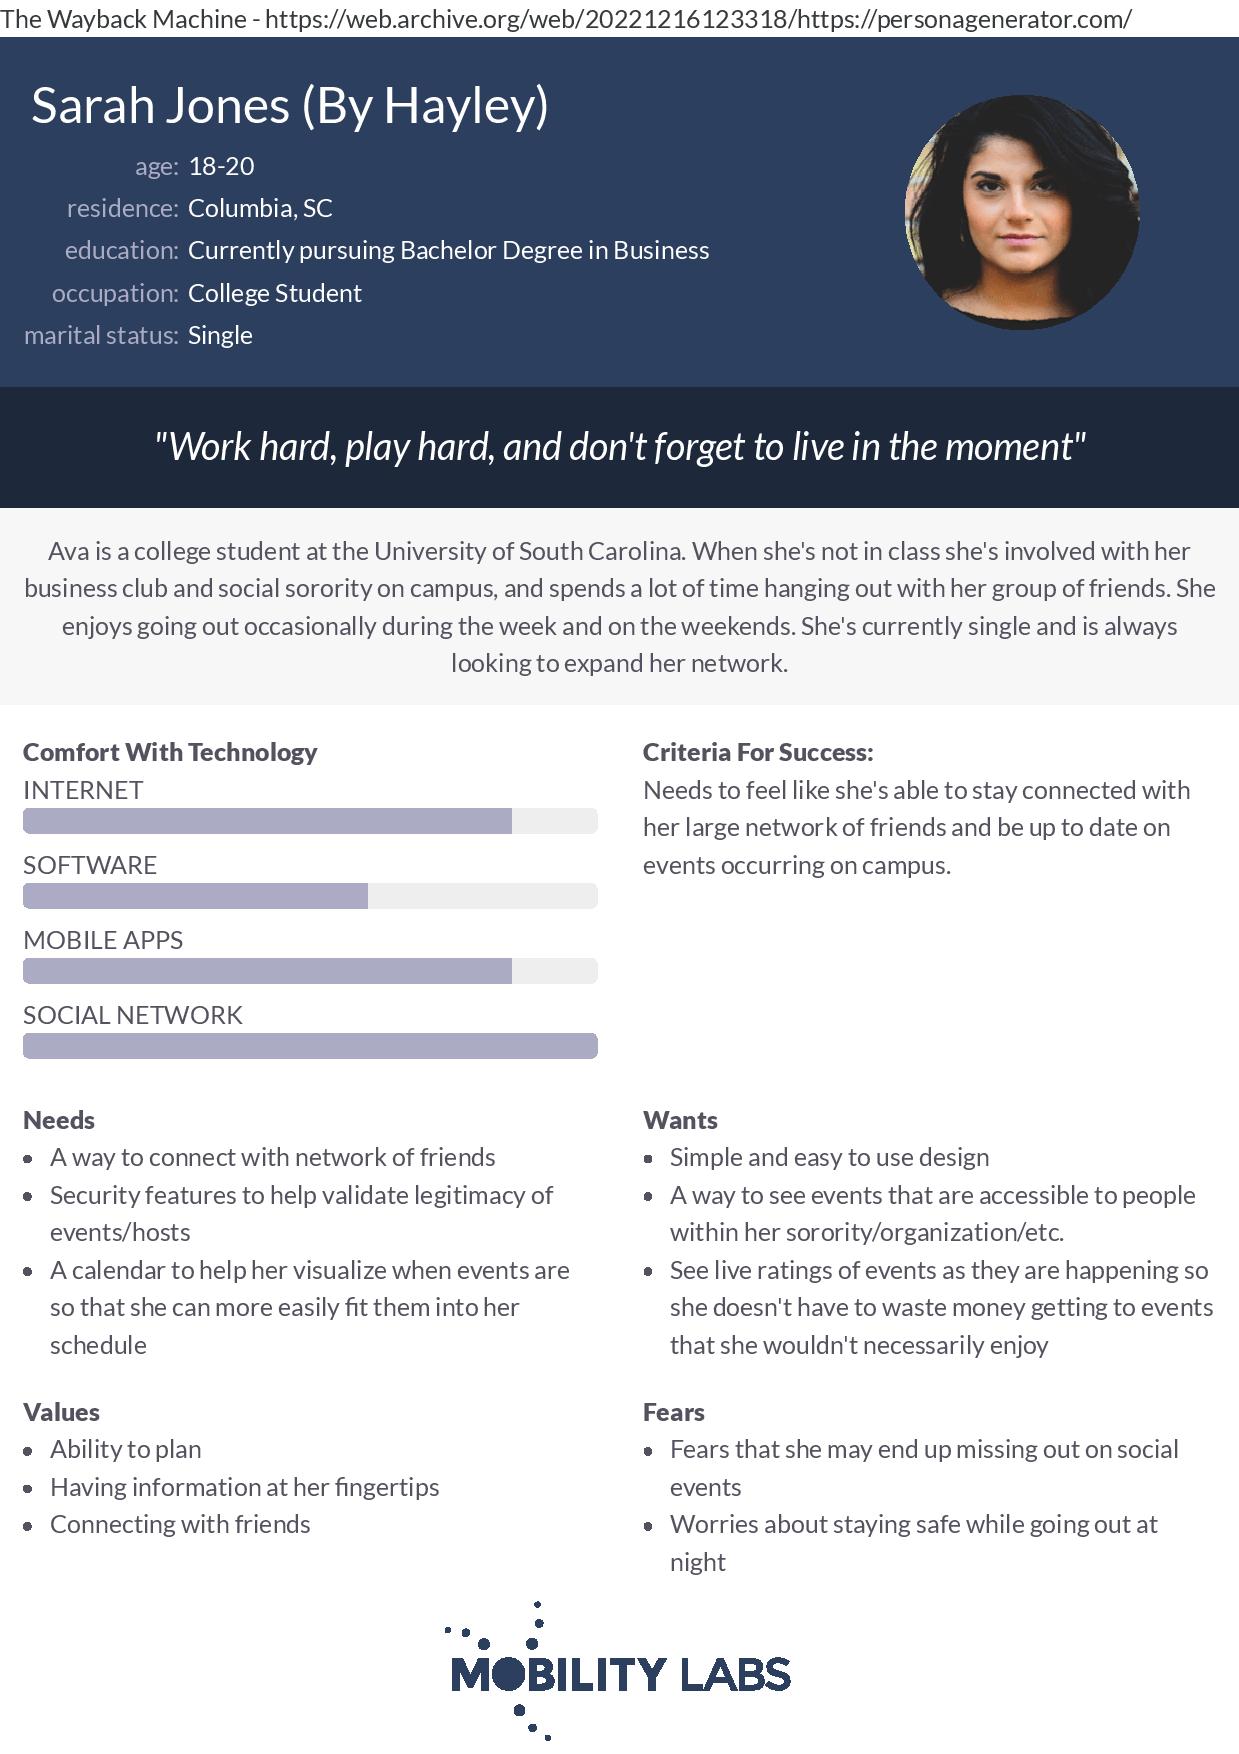 The Wayback Machine - https://web.archive.org/web/20221216123318/https://personagenerator.com/
Sarah Jones (By Hayley)
age: 18-20
residence: Columbia, SC
education: Currently pursuing Bachelor Degree in Business
occupation: College Student
marital status: Single
"Work hard, play hard, and don't forget to live in the moment"
Ava is a college student at the University of South Carolina. When she's not in class she's involved with her
business club and social sorority on campus, and spends a lot of time hanging out with her group of friends. She
enjoys going out occasionally during the week and on the weekends. She's currently single and is always
looking to expand her network.
Comfort With Technology
INTERNET
SOFTWARE
MOBILE APPS
SOCIAL NETWORK
Criteria For Success:
Needs to feel like she's able to stay connected with
her large network of friends and be up to date on
events occurring on campus.
Needs
• A way to connect with network of friends
• Security features to help validate legitimacy of
events/hosts
• A calendar to help her visualize when events are
so that she can more easily fit them into her
schedule
Wants
• Simple and easy to use design
• A way to see events that are accessible to people
within her sorority/organization/etc.
• See live ratings of events as they are happening so
she doesn't have to waste money getting to events
that she wouldn't necessarily enjoy
Values
• Ability to plan
• Having information at her fingertips
• Connecting with friends
Fears
• Fears that she may end up missing out on social
events
• Worries about staying safe while going out at
night
MOBILITY LABS